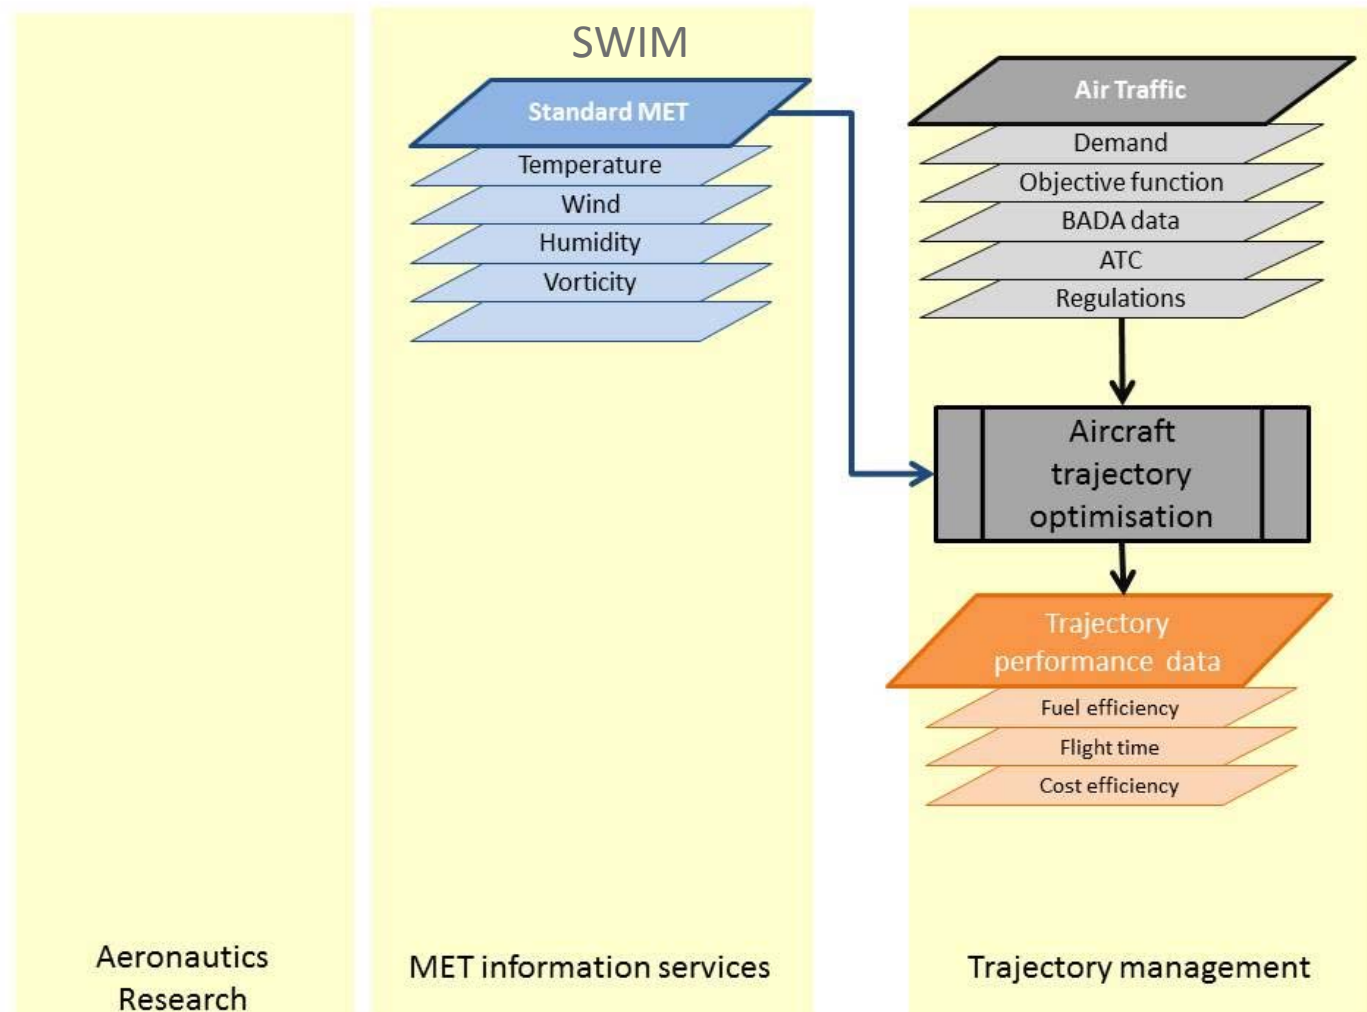 SWIM
Standard MET
Temperature
Wind
Humidity
Vorticity
Air Traffic
Demand
Objective function
BADA data
ATC
Regulations
Aircraft
trajectory
optimisation
Trajectory
performance data
Fuel efficiency
Flight time
Cost efficiency
Aeronautics
Research
MET information services
Trajectory management